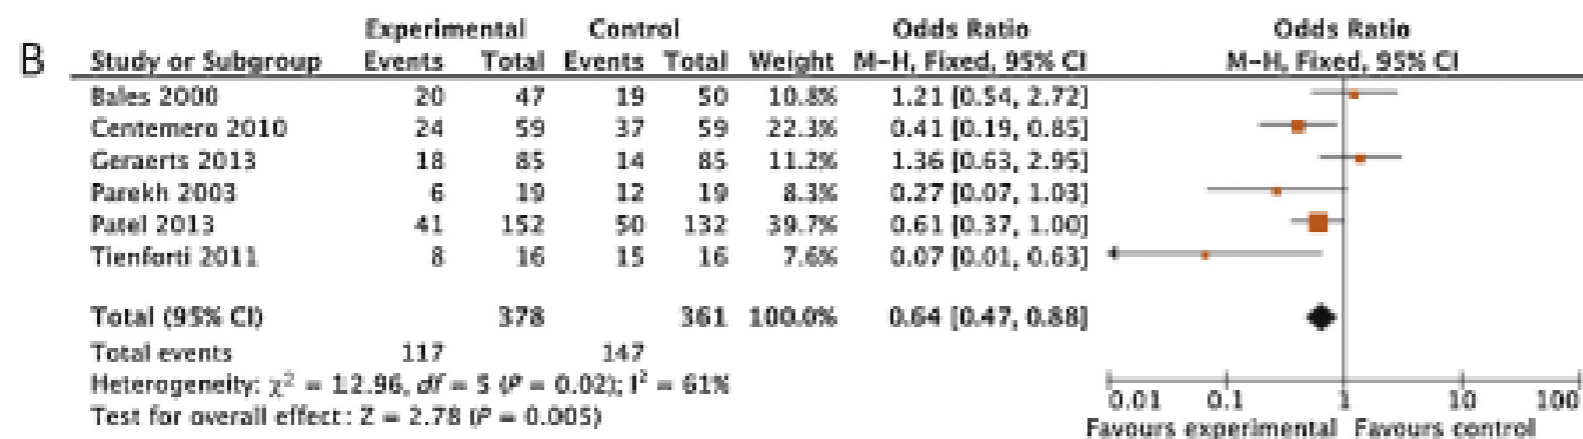 B
Experimental Control Odds Ratio Odds Ratio
Study or Subgroup Events Total Events Total Weight M-H, Fixed, 95% CI M-H, Fixed, 95% CI
Bales 2000 20 47 19 50 10.8% 1.21 [0.54, 2.72]
Centemero 2010 24 59 37 59 22.3% 0.41 [0.19, 0.85]
Geraerts 2013 18 85 14 85 11.2% 1.36 [0.63, 2.95]
Parekh 2003 6 19 12 19 8.3% 0.27 [0.07, 1.03]
Patel 2013 41 152 50 132 39.7% 0.61 [0.37, 1.00]
Tienforti 2011 8 16 15 16 7.6% 0.07 [0.01, 0.63]
Total (95% CI) 378 361 100.0% 0.64 [0.47, 0.88]
Total events 117 147
Heterogeneity: χ² = 12.96, df = 5 (P = 0.02); I² = 61%
Test for overall effect: Z = 2.78 (P = 0.005)
0.01 0.1 1 10 100
Favours experimental Favours control